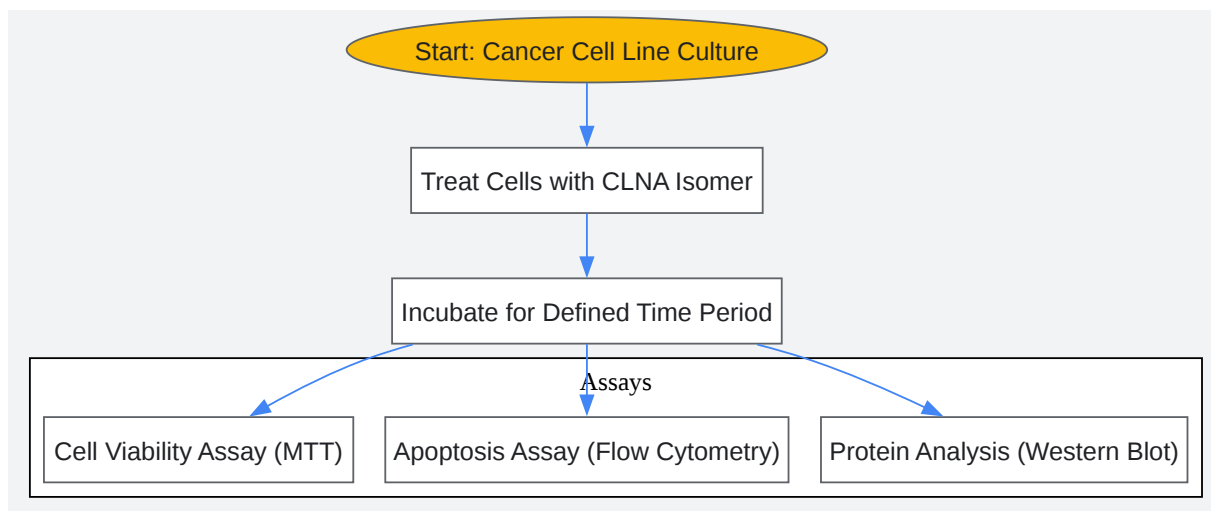 Start: Cancer Cell Line Culture
Treat Cells with CLNA Isomer
Incubate for Defined Time Period
Assays
Cell Viability Assay (MTT)
Apoptosis Assay (Flow Cytometry)
Protein Analysis (Western Blot)